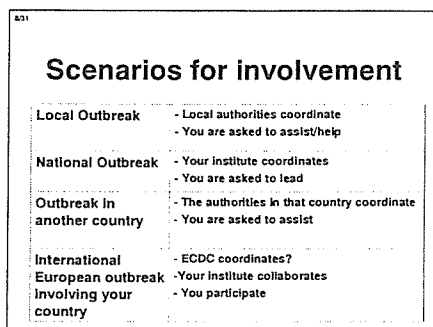 8/31
Scenarios for involvement
Local Outbreak - Local authorities coordinate
- You are asked to assist/help
National Outbreak - Your institute coordinates
- You are asked to lead
Outbreak in - The authorities in that country coordinate
another country - You are asked to assist
International - ECDC coordinates?
European outbreak -Your institute collaborates
involving your - You participate
country